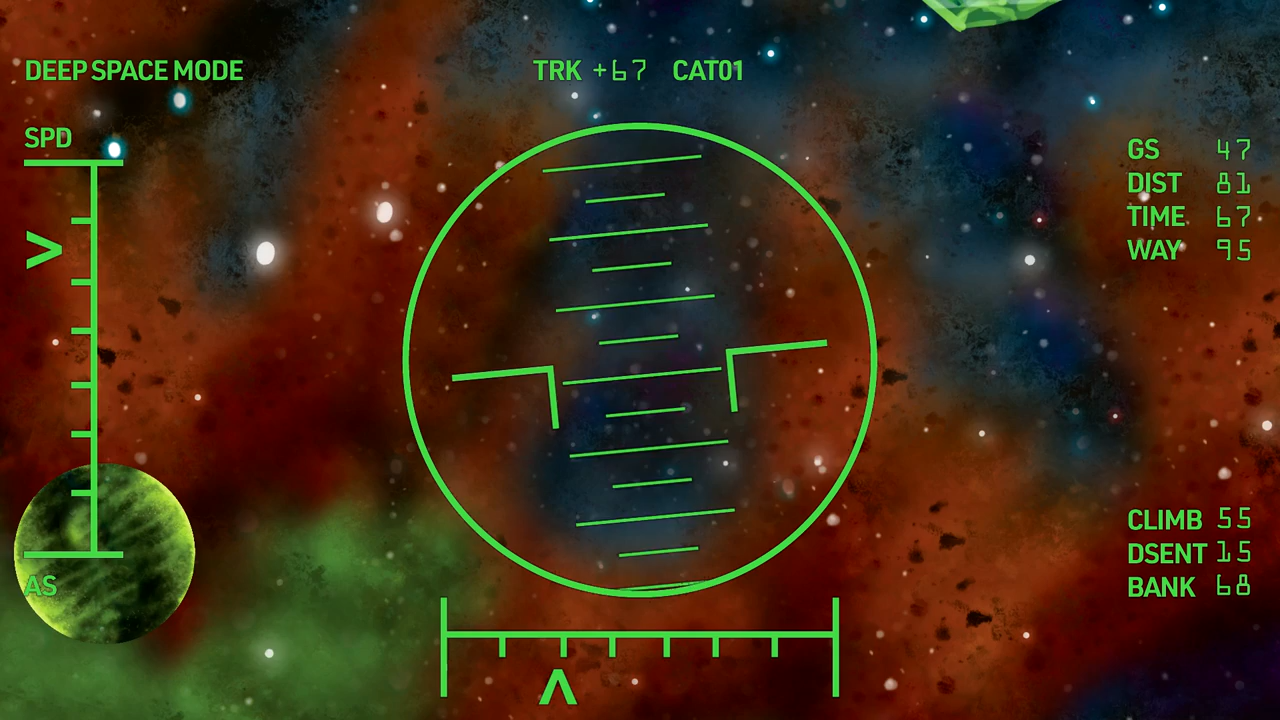 DEEP SPACE MODE
TRK +67 CAT01
SPD
GS 47
DIST 81
TIME 67
WAY 95
CLIMB 55
DSENT 15
BANK 68
AS